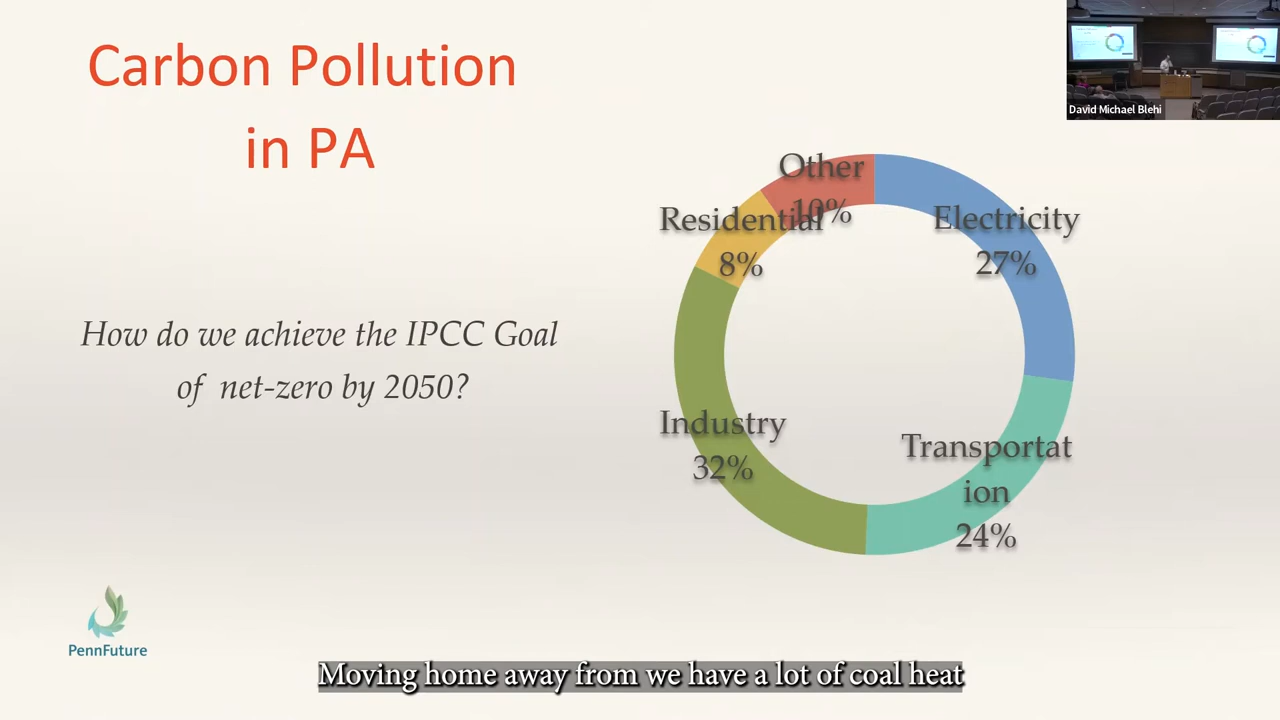 Carbon Pollution
in PA
David Michael Blehi
Other
10%
Residential
8%
Electricity
27%
How do we achieve the IPCC Goal
of net-zero by 2050?
Industry
32%
Transportat
ion
24%
PennFuture
Moving home away from we have a lot of coal heat